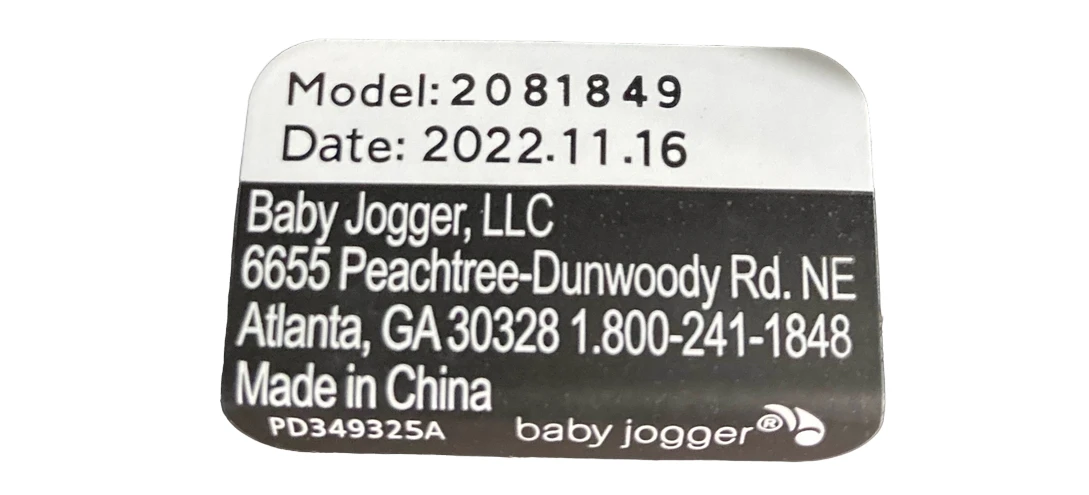 Model: 2081849
Date: 2022.11.16
Baby Jogger, LLC
6655 Peachtree-Dunwoody Rd. NE
Atlanta, GA 30328 1.800-241-1848
Made in China
PD349325A baby jogger®